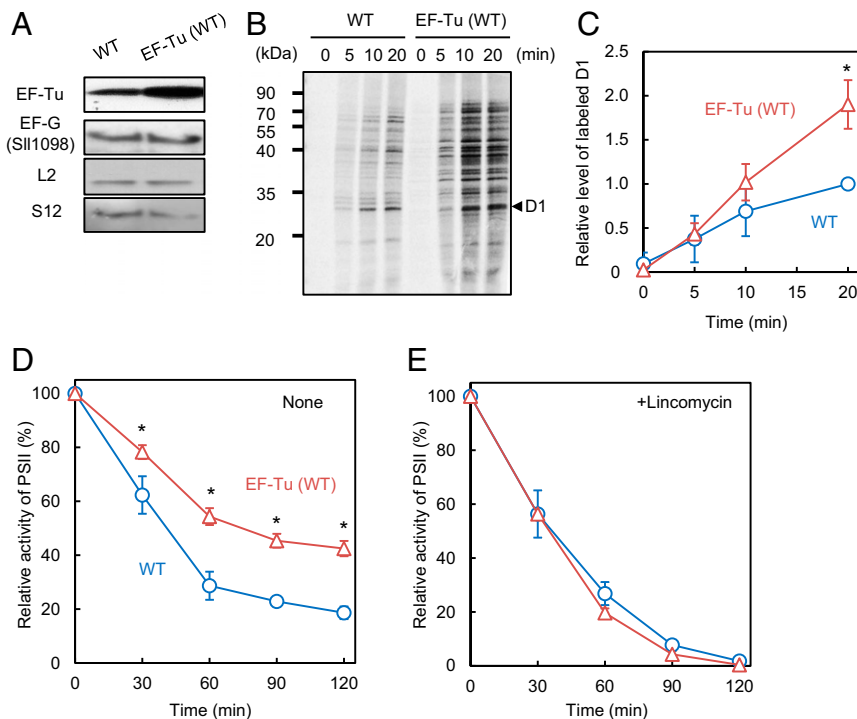 A
WT
EF-Tu (WT)
EF-Tu
EF-G
(Sll1098)
L2
S12
B
WT EF-Tu (WT)
(kDa) 0 5 10 20 0 5 10 20 (min)
90
70
55
40
35
20
D1
C
Relative level of labeled D1
2.5
2.0
1.5
1.0
0.5
0
*
EF-Tu (WT)
WT
0 5 10 15 20
Time (min)
D
Relative activity of PSII (%)
100
80
60
40
20
0
None
* * * *
EF-Tu (WT)
WT
0 30 60 90 120
Time (min)
E
Relative activity of PSII (%)
100
80
60
40
20
0
+Lincomycin
0 30 60 90 120
Time (min)